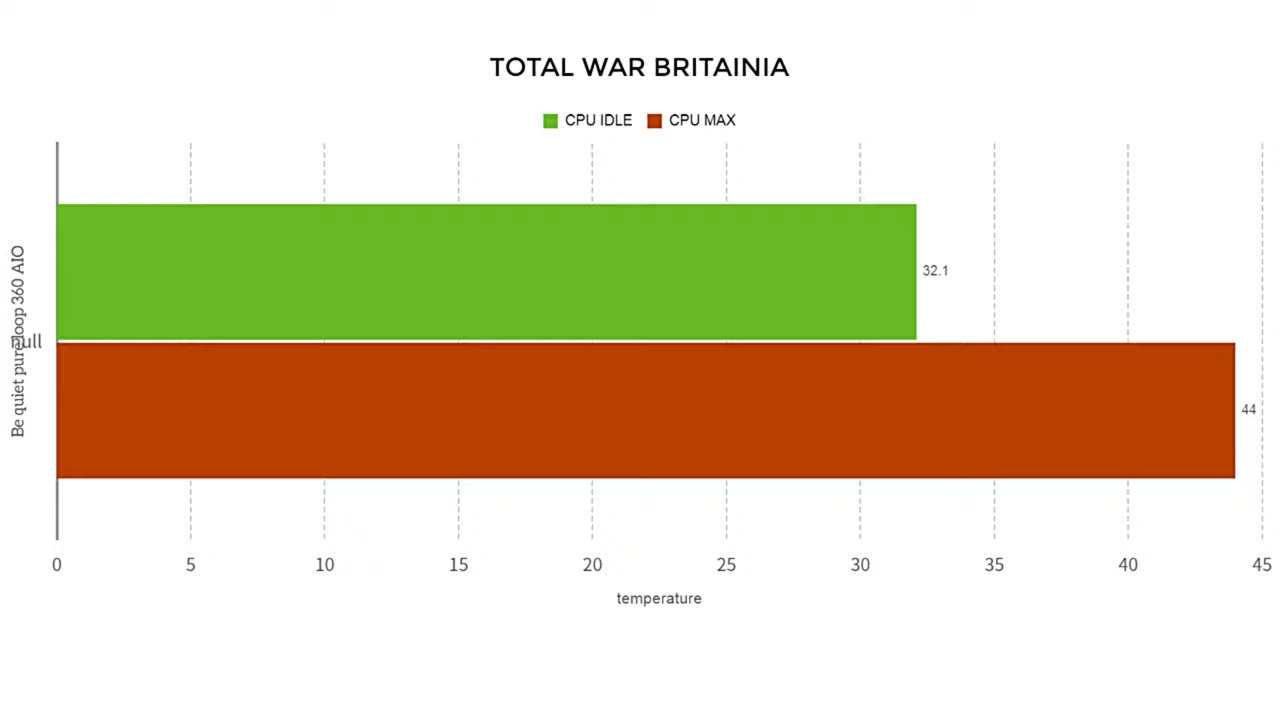 TOTAL WAR BRITAINIA
CPU IDLE CPU MAX
Be quiet pure loop 360 AIO
null
32.1
44
0 5 10 15 20 25 30 35 40 45
temperature